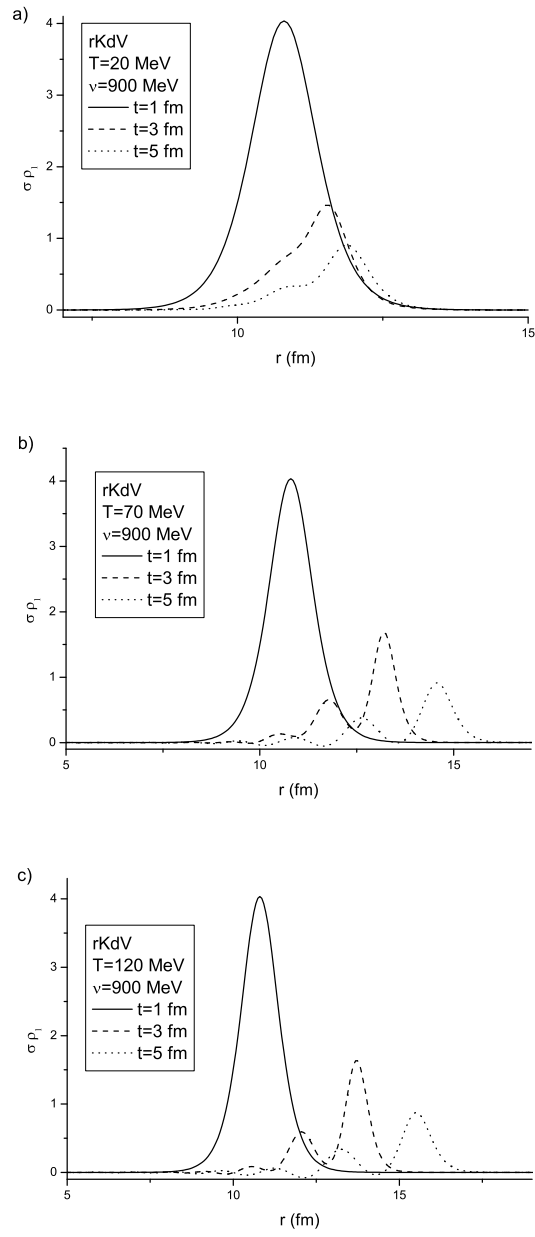 a)
4
3
2
1
0
σ ρ₁
rKdV
T=20 MeV
ν=900 MeV
t=1 fm
t=3 fm
t=5 fm
10
15
r (fm)
b)
4
3
2
1
0
σ ρ₁
rKdV
T=70 MeV
ν=900 MeV
t=1 fm
t=3 fm
t=5 fm
5
10
15
r (fm)
c)
4
3
2
1
0
σ ρ₁
rKdV
T=120 MeV
ν=900 MeV
t=1 fm
t=3 fm
t=5 fm
5
10
15
r (fm)